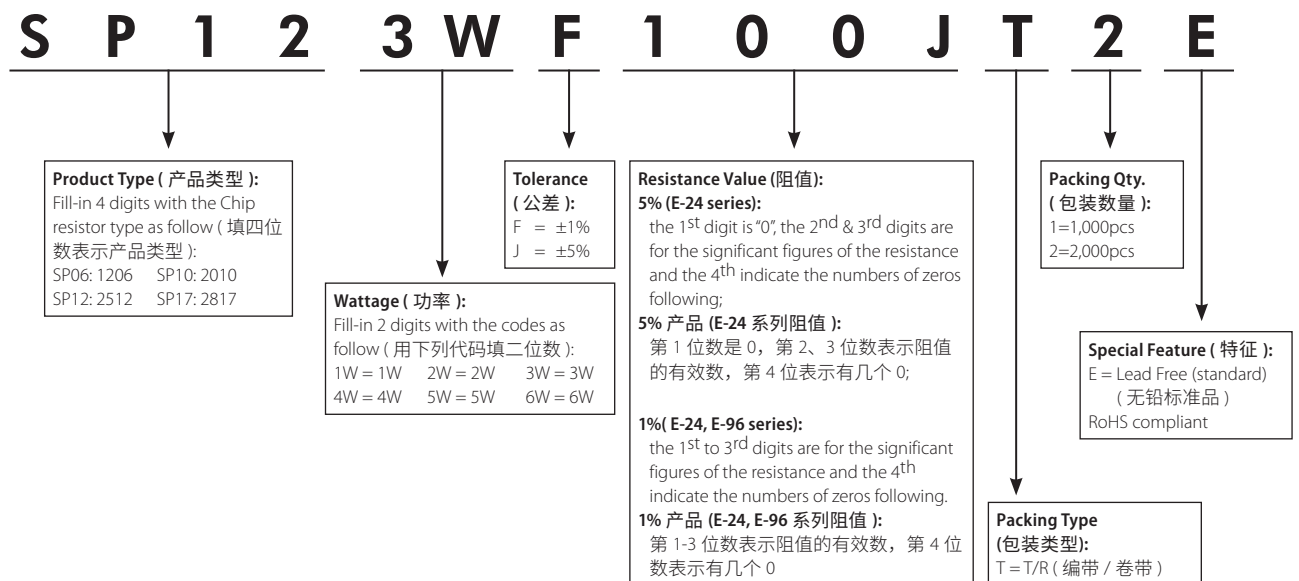 S P 1 2 3 W F 1 0 0 J T 2 E
Product Type ( 产品类型 ):
Fill-in 4 digits with the Chip
resistor type as follow ( 填四位
数表示产品类型 ):
SP06: 1206 SP10: 2010
SP12: 2512 SP17: 2817
Wattage ( 功率 ):
Fill-in 2 digits with the codes as
follow ( 用下列代码填二位数 ):
1W = 1W 2W = 2W 3W = 3W
4W = 4W 5W = 5W 6W = 6W
Tolerance
( 公差 ):
F = ±1%
J = ±5%
Resistance Value (阻值):
5% (E-24 series):
the 1st digit is "0", the 2nd & 3rd digits are
for the significant figures of the resistance
and the 4th indicate the numbers of zeros
following;
5% 产品 (E-24 系列阻值 ):
第 1 位数是 0，第 2、3 位数表示阻值
的有效数，第 4 位表示有几个 0;
1%( E-24, E-96 series):
the 1st to 3rd digits are for the significant
figures of the resistance and the 4th
indicate the numbers of zeros following.
1% 产品 (E-24, E-96 系列阻值 ):
第 1-3 位数表示阻值的有效数，第 4 位
数表示有几个 0
Packing Type
(包装类型):
T = T/R ( 编带 / 卷带 )
Packing Qty.
( 包装数量 ):
1=1,000pcs
2=2,000pcs
Special Feature ( 特征 ):
E = Lead Free (standard)
( 无铅标准品 )
RoHS compliant